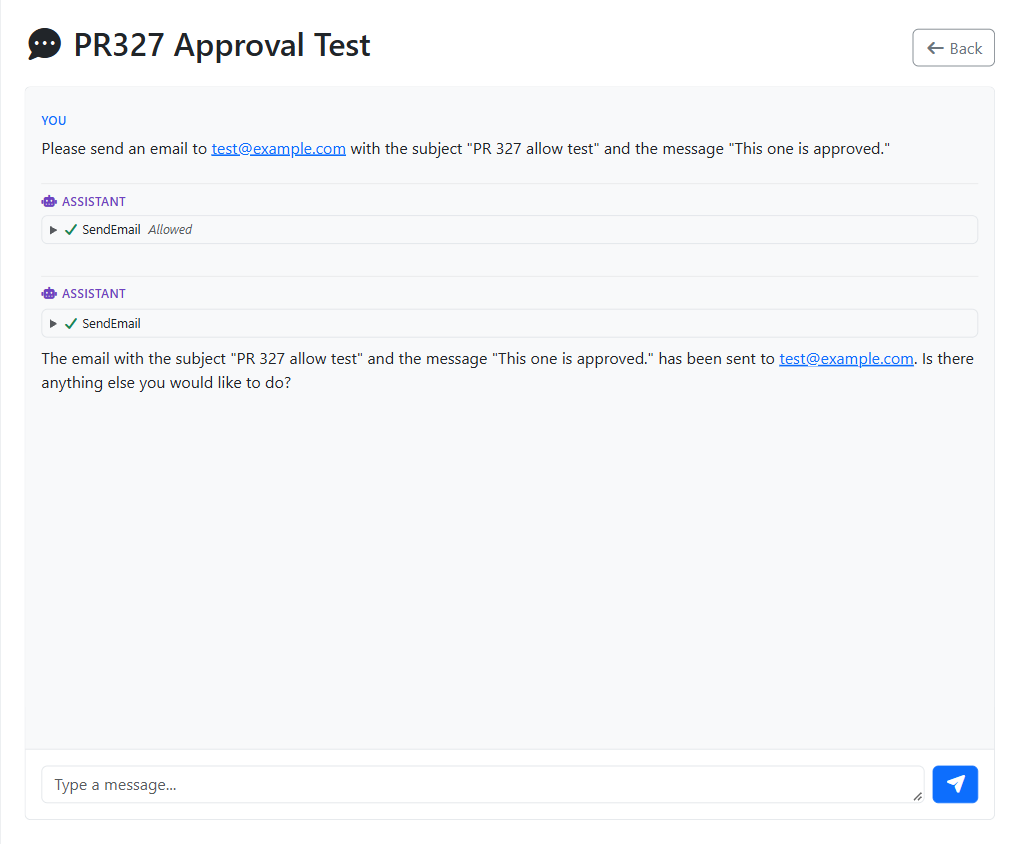 PR327 Approval Test
Back
YOU
Please send an email to test@example.com with the subject "PR 327 allow test" and the message "This one is approved."
ASSISTANT
SendEmail Allowed
ASSISTANT
SendEmail
The email with the subject "PR 327 allow test" and the message "This one is approved." has been sent to test@example.com. Is there
anything else you would like to do?
Type a message...